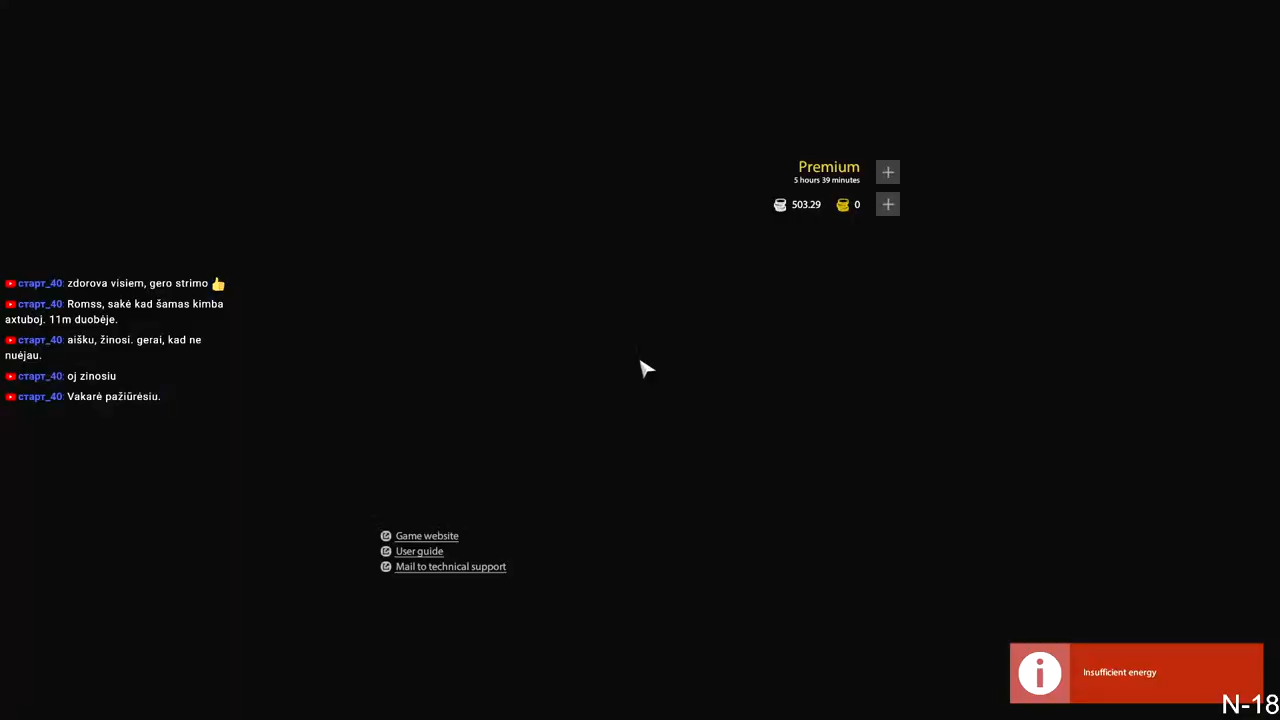 Premium
5 hours 39 minutes
503.29 0
старт_40: zdorova visiem, gero strimo 👍
старт_40: Romss, sakė kad šamas kimba
axtuboj. 11m duobėje.
старт_40: aišku, žinosi. gerai, kad ne
nuėjau.
старт_40: oj zinosiu
старт_40: Vakarė pažiūrėsiu.
Game website
User guide
Mail to technical support
Insufficient energy
N-18